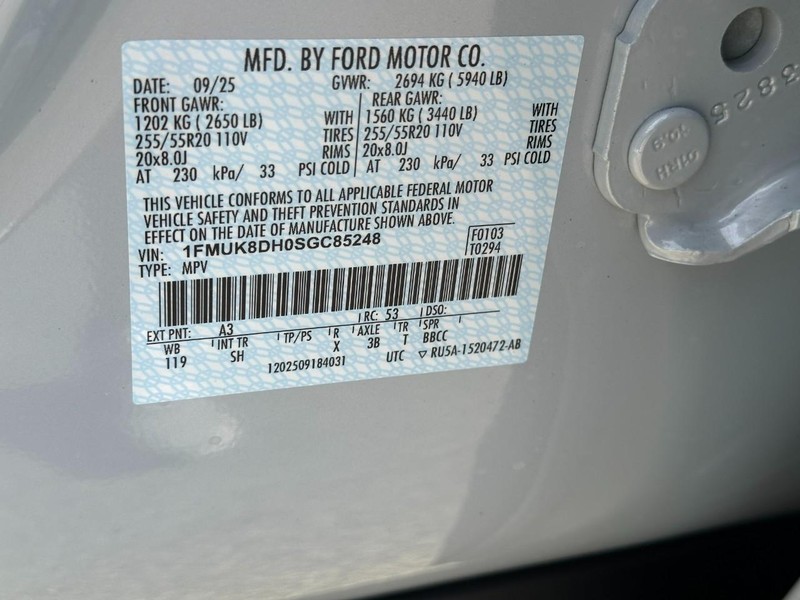 MFD. BY FORD MOTOR CO.
DATE: 09/25 GVWR: 2694 KG ( 5940 LB)
FRONT GAWR: REAR GAWR:
1202 KG ( 2650 LB) WITH 1560 KG ( 3440 LB) WITH
255/55R20 110V TIRES 255/55R20 110V TIRES
20x8.0J RIMS 20x8.0J RIMS
AT 230 kPa/ 33 PSI COLD AT 230 kPa/ 33 PSI COLD
THIS VEHICLE CONFORMS TO ALL APPLICABLE FEDERAL MOTOR
VEHICLE SAFETY AND THEFT PREVENTION STANDARDS IN
EFFECT ON THE DATE OF MANUFACTURE SHOWN ABOVE.
VIN: 1FMUK8DH0SGC85248 F0103
TYPE: MPV T0294
EXT PNT: A3 RC: 53 DSO:
WB INT TR TP/PS R AXLE TR SPR
119 SH X 3B T BBCC
1202509184031 UTC ▽ RU5A-1520472-AB
3825